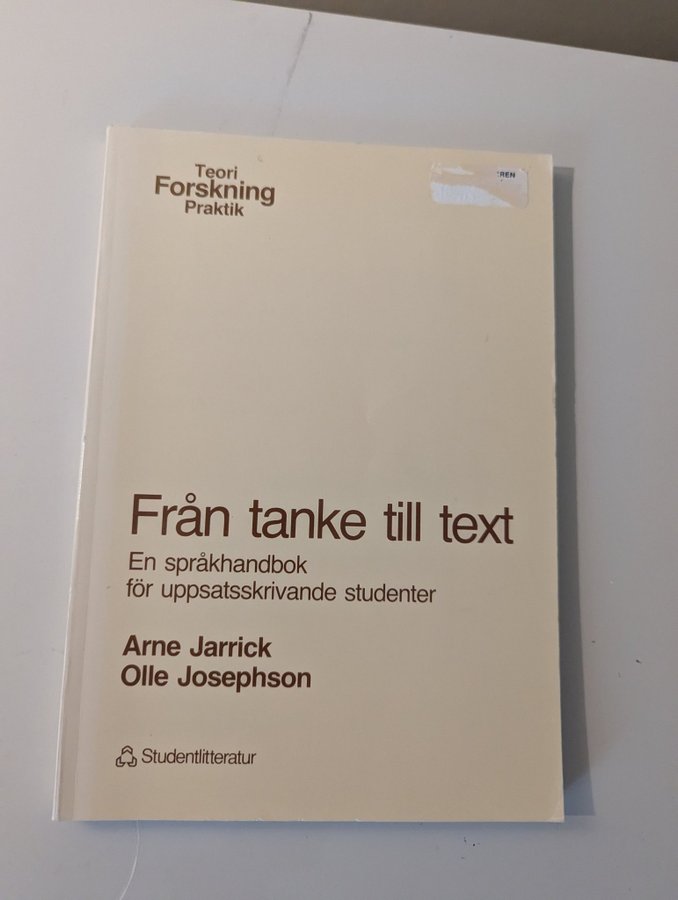 Teori
Forskning
Praktik
Från tanke till text
En språkhandbok
för uppsatsskrivande studenter
Arne Jarrick
Olle Josephson
Studentlitteratur